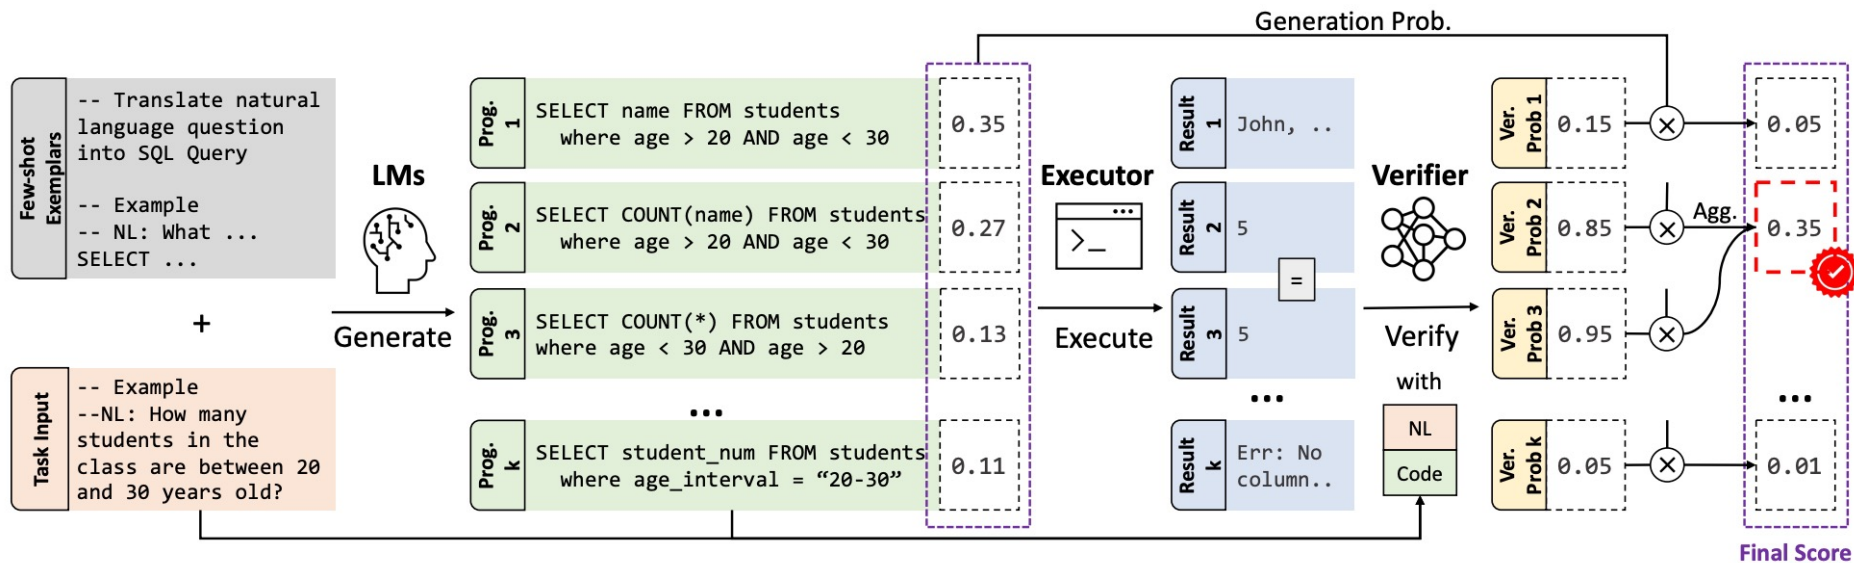 Generation Prob.
Few-shot
Exemplars
-- Translate natural
language question
into SQL Query
-- Example
-- NL: What ...
SELECT ...
+
Task Input
-- Example
--NL: How many
students in the
class are between 20
and 30 years old?
LMs
Generate
Prog.
1
SELECT name FROM students
where age > 20 AND age < 30
0.35
Prog.
2
SELECT COUNT(name) FROM students
where age > 20 AND age < 30
0.27
Prog.
3
SELECT COUNT(*) FROM students
where age < 30 AND age > 20
0.13
...
Prog.
k
SELECT student_num FROM students
where age_interval = “20-30”
0.11
Executor
>_
Execute
Result
1
John, ..
Result
2
5
=
Result
3
5
...
Result
k
Err: No
column..
Verifier
Verify
with
NL
Code
Ver.
Prob 1
0.15
×
0.05
Ver.
Prob 2
0.85
×
Agg.
0.35
Ver.
Prob 3
0.95
×
...
Ver.
Prob k
0.05
×
0.01
Final Score